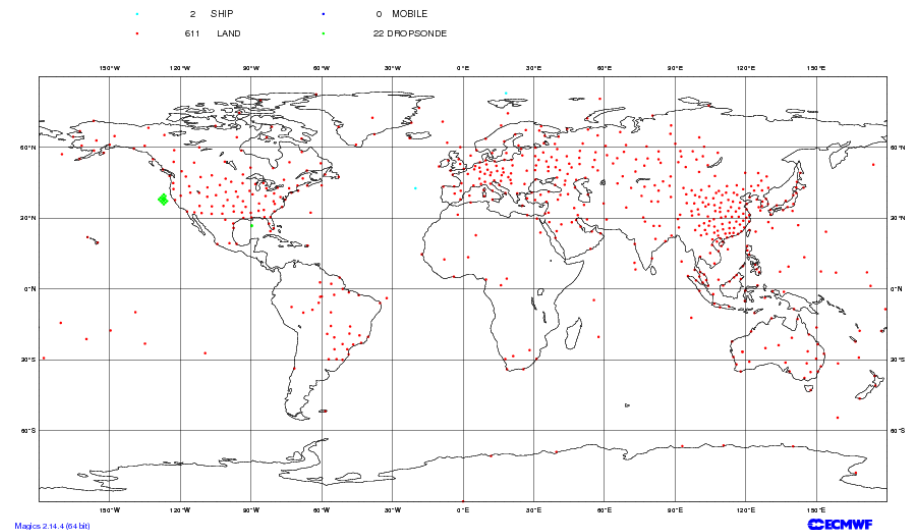 2 SHIP 0 MOBILE
611 LAND 22 DROPSONDE
150°W 120°W 90°W 60°W 30°W 0°E 30°E 60°E 90°E 120°E 150°E
60°N 60°N
30°N 30°N
0°N 0°N
30°S 30°S
60°S 60°S
150°W 120°W 90°W 60°W 30°W 0°E 30°E 60°E 90°E 120°E 150°E
Magics 2.14.4 (64 bit) ECMWF